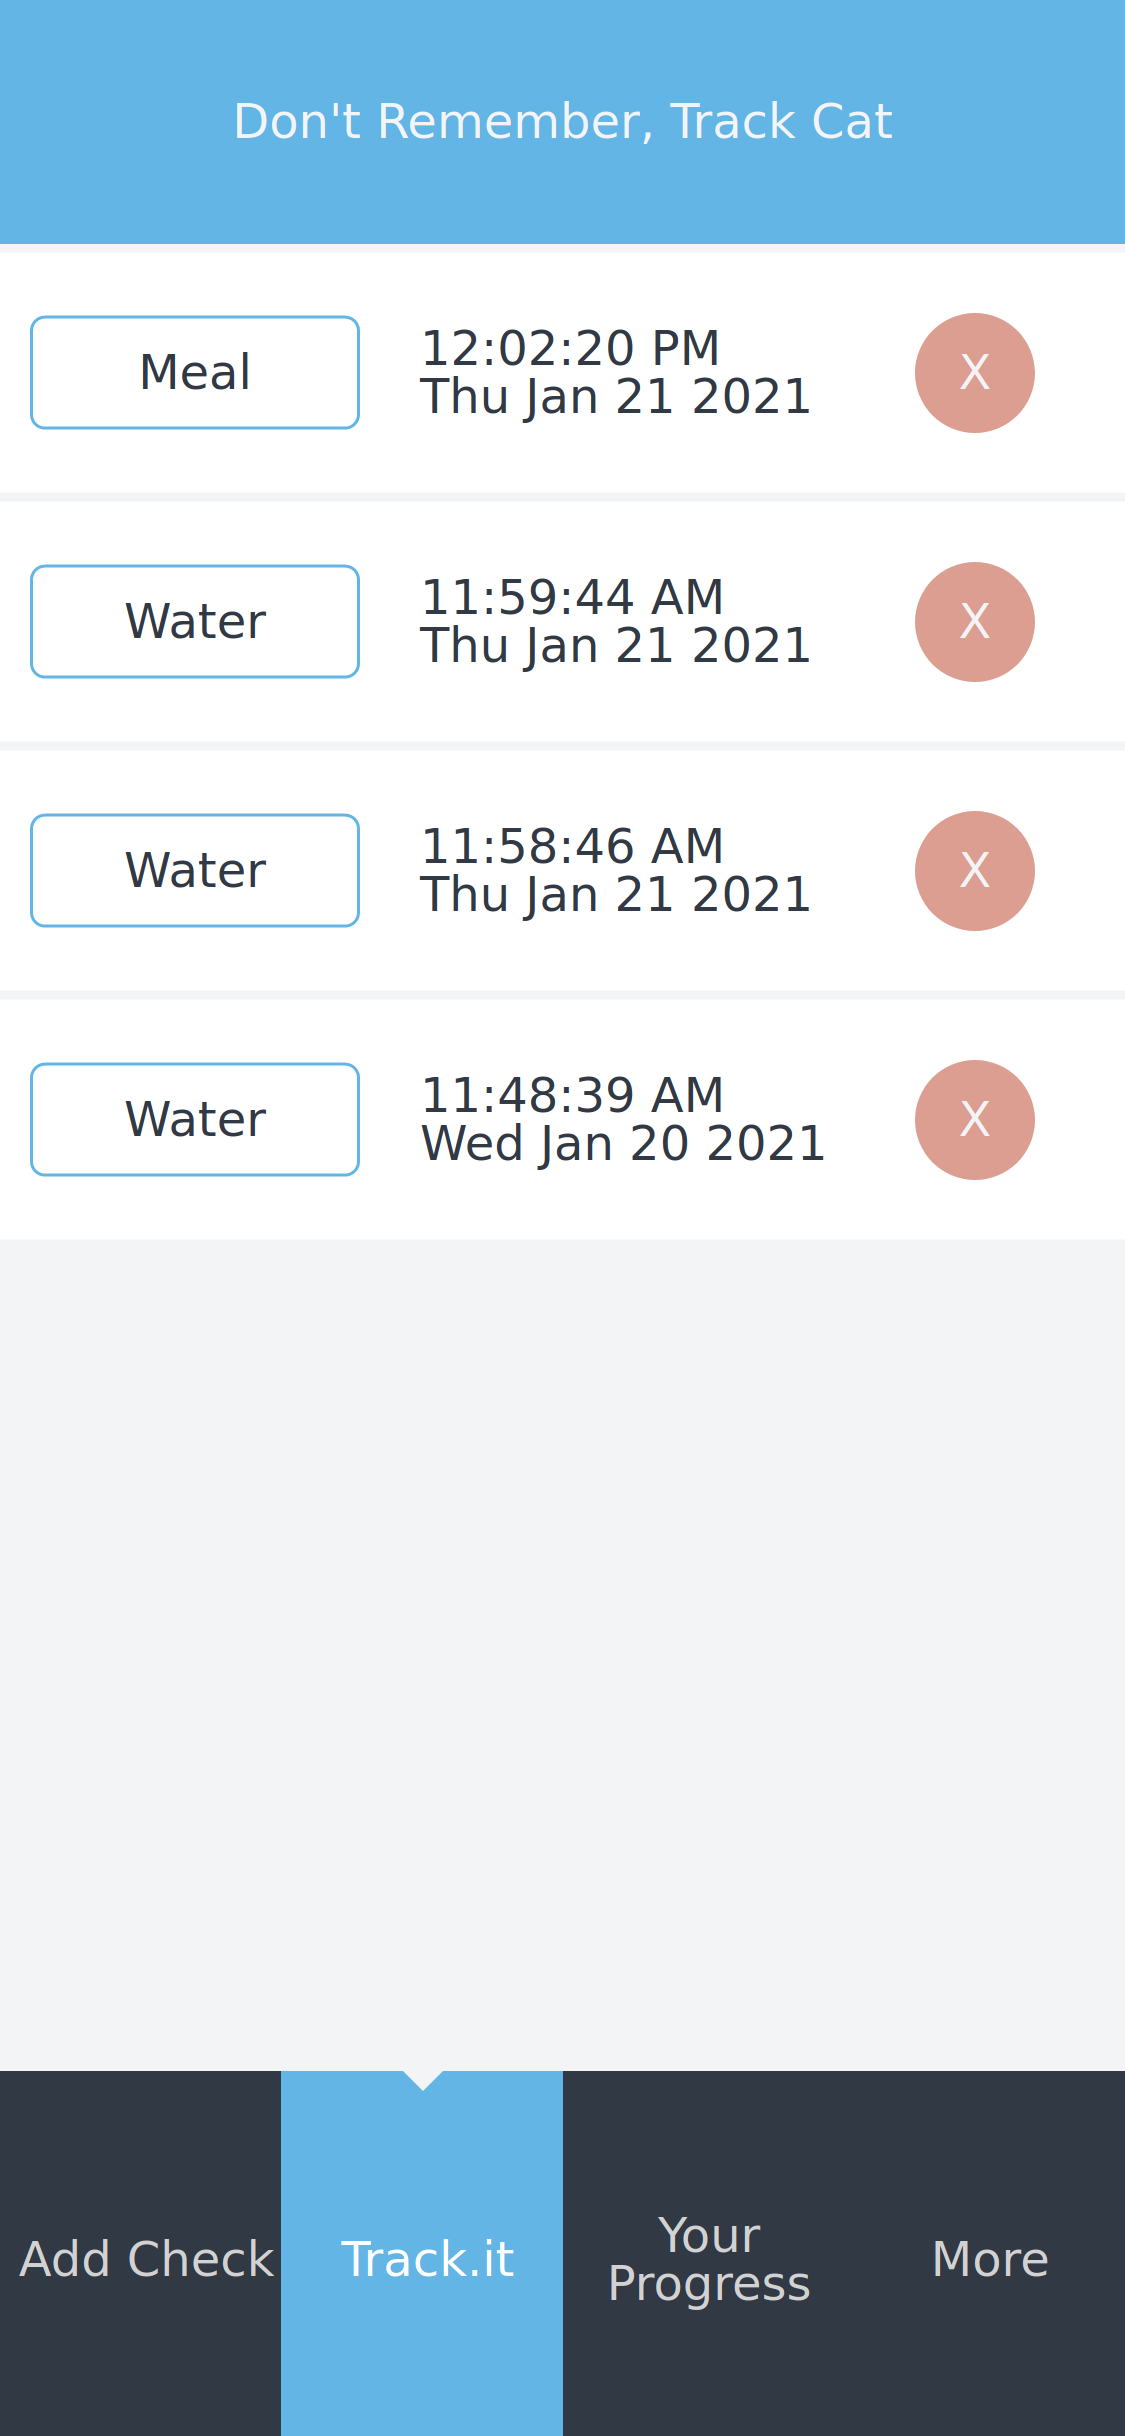 Don't Remember, Track Cat
Meal
12:02:20 PM
Thu Jan 21 2021
X
Water
11:59:44 AM
Thu Jan 21 2021
X
Water
11:58:46 AM
Thu Jan 21 2021
X
Water
11:48:39 AM
Wed Jan 20 2021
X
Add Check
Track.it
Your
Progress
More